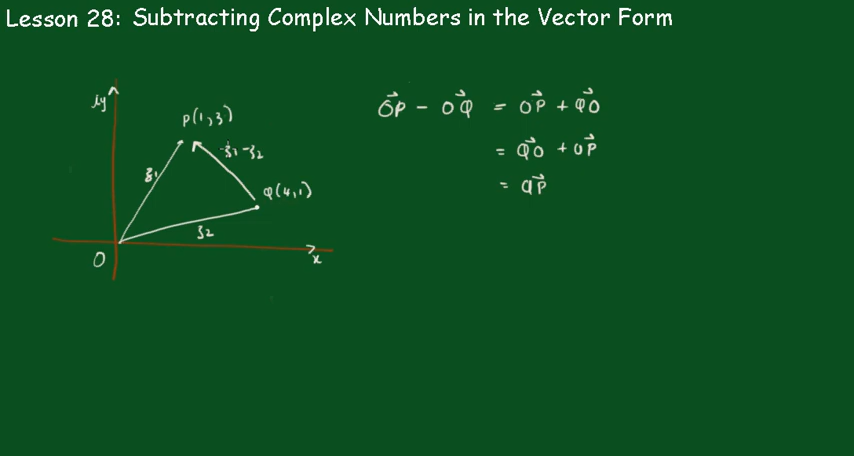 Lesson 28: Subtracting Complex Numbers in the Vector Form
iy
P(1,3)
z1
z1-z2
Q(4,1)
z2
O
x
OP⃗ - OQ⃗ = OP⃗ + QO⃗
= QO⃗ + OP⃗
= QP⃗